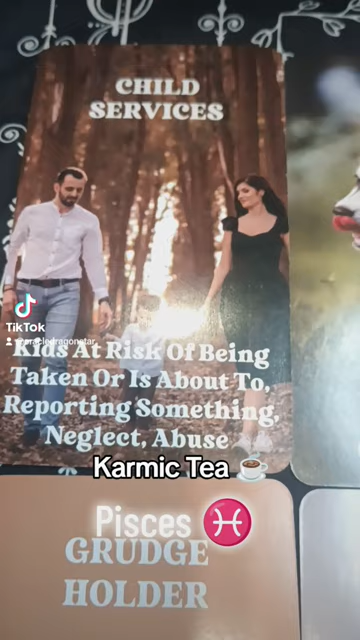 CHILD
SERVICES
TikTok
@oracledragonstar
Kids At Risk Of Being
Taken Or Is About To,
Reporting Something,
Neglect, Abuse
Karmic Tea ☕
Pisces ♓
GRUDGE
HOLDER